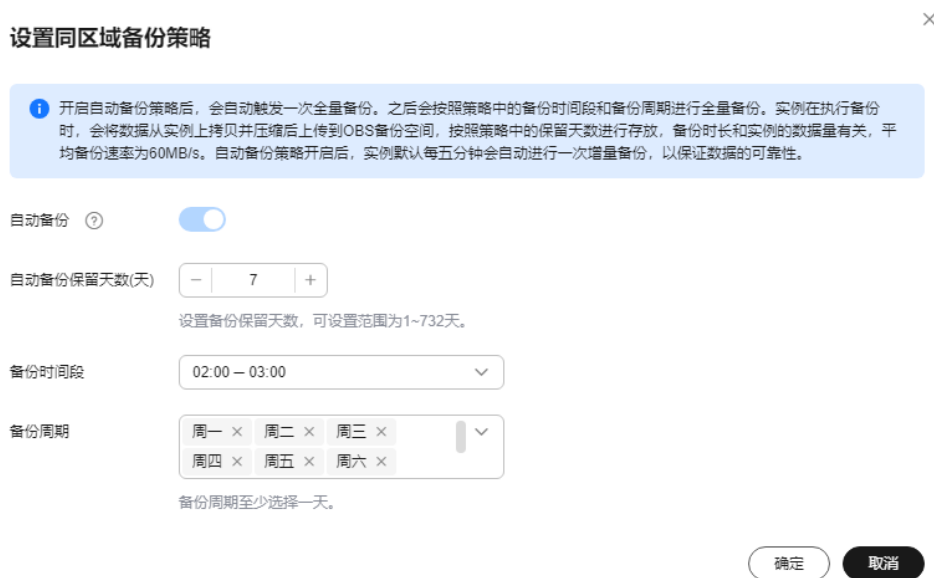 设置同区域备份策略
开启自动备份策略后，会自动触发一次全量备份。之后会按照策略中的备份时间段和备份周期进行全量备份。实例在执行备份
时，会将数据从实例上拷贝并压缩后上传到OBS备份空间，按照策略中的保留天数进行存放，备份时长和实例的数据量有关，平
均备份速率为60MB/s。自动备份策略开启后，实例默认每五分钟会自动进行一次增量备份，以保证数据的可靠性。
自动备份 ?
自动备份保留天数(天) − 7 +
设置备份保留天数，可设置范围为1~732天。
备份时间段 02:00 — 03:00
备份周期 周一 × 周二 × 周三 ×
周四 × 周五 × 周六 ×
备份周期至少选择一天。
确定 取消